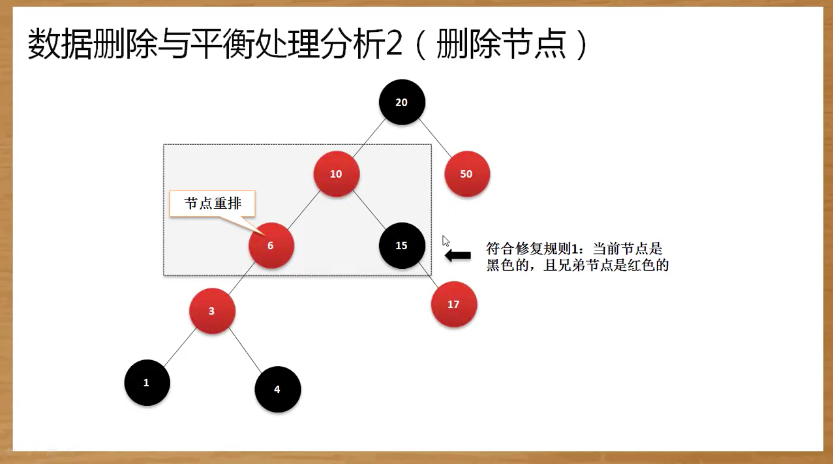 数据删除与平衡处理分析2（删除节点）
20
10
50
节点重排
6
15
符合修复规则1：当前节点是
黑色的，且兄弟节点是红色的
3
17
1
4